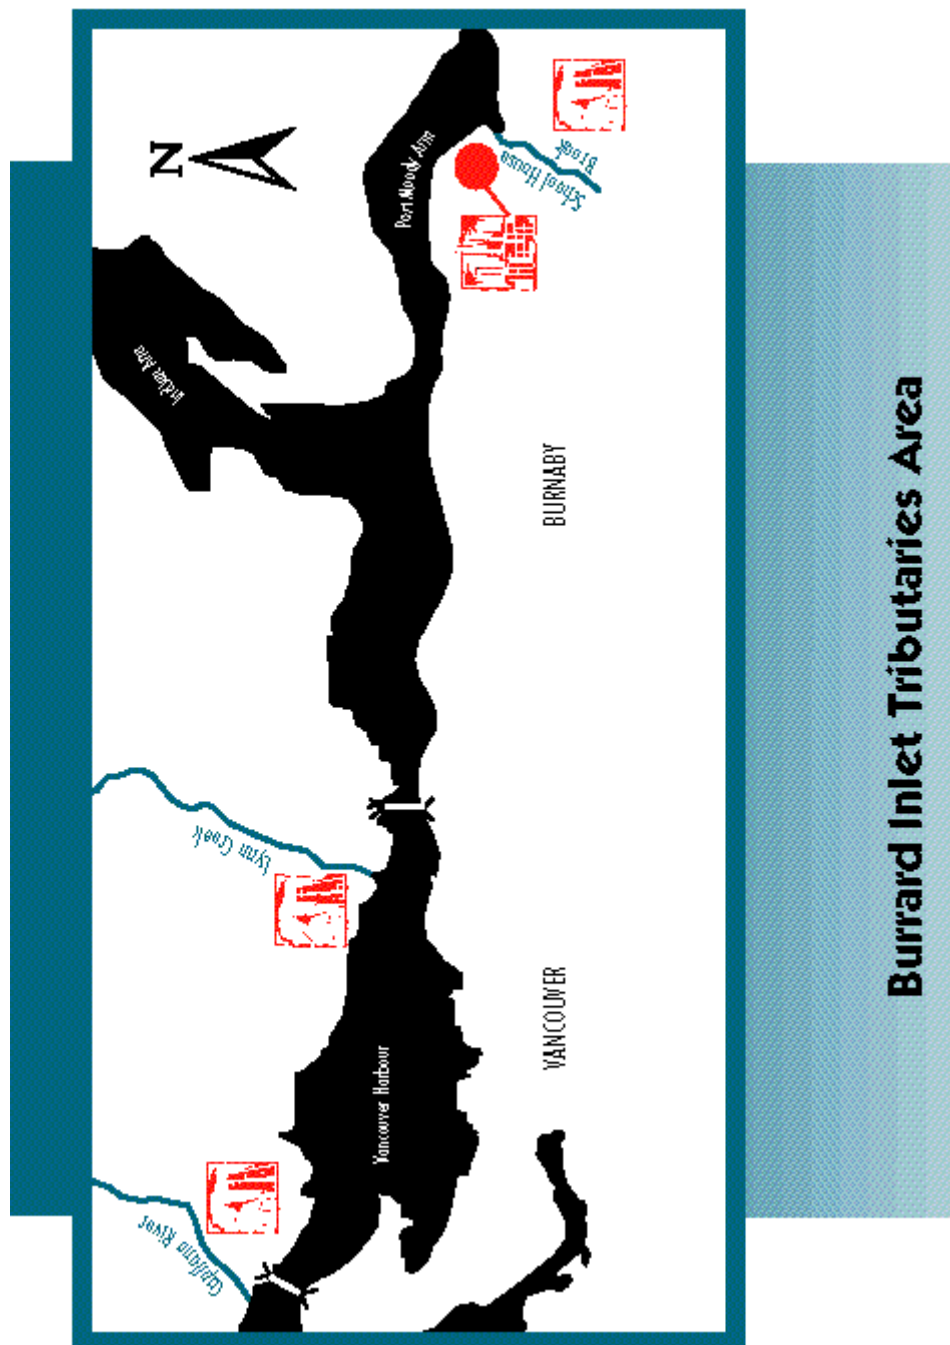 N
Port Moody Arm
School House
Brook
Indian Arm
BURNABY
Lynn Creek
VANCOUVER
Vancouver Harbour
Capilano River
Burrard Inlet Tributaries Area